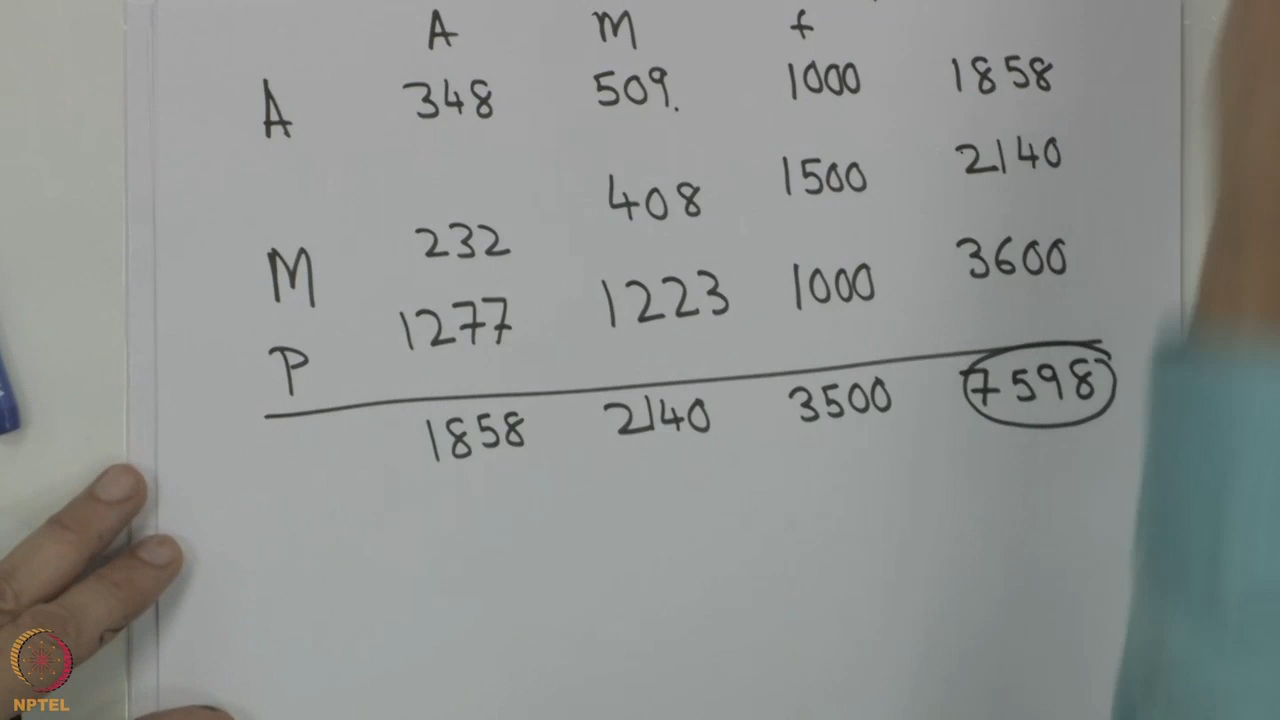 A M f
A 348 509. 1000 1858
408 1500 2140
M 232 3600
P 1277 1223 1000
1858 2140 3500 7598
NPTEL